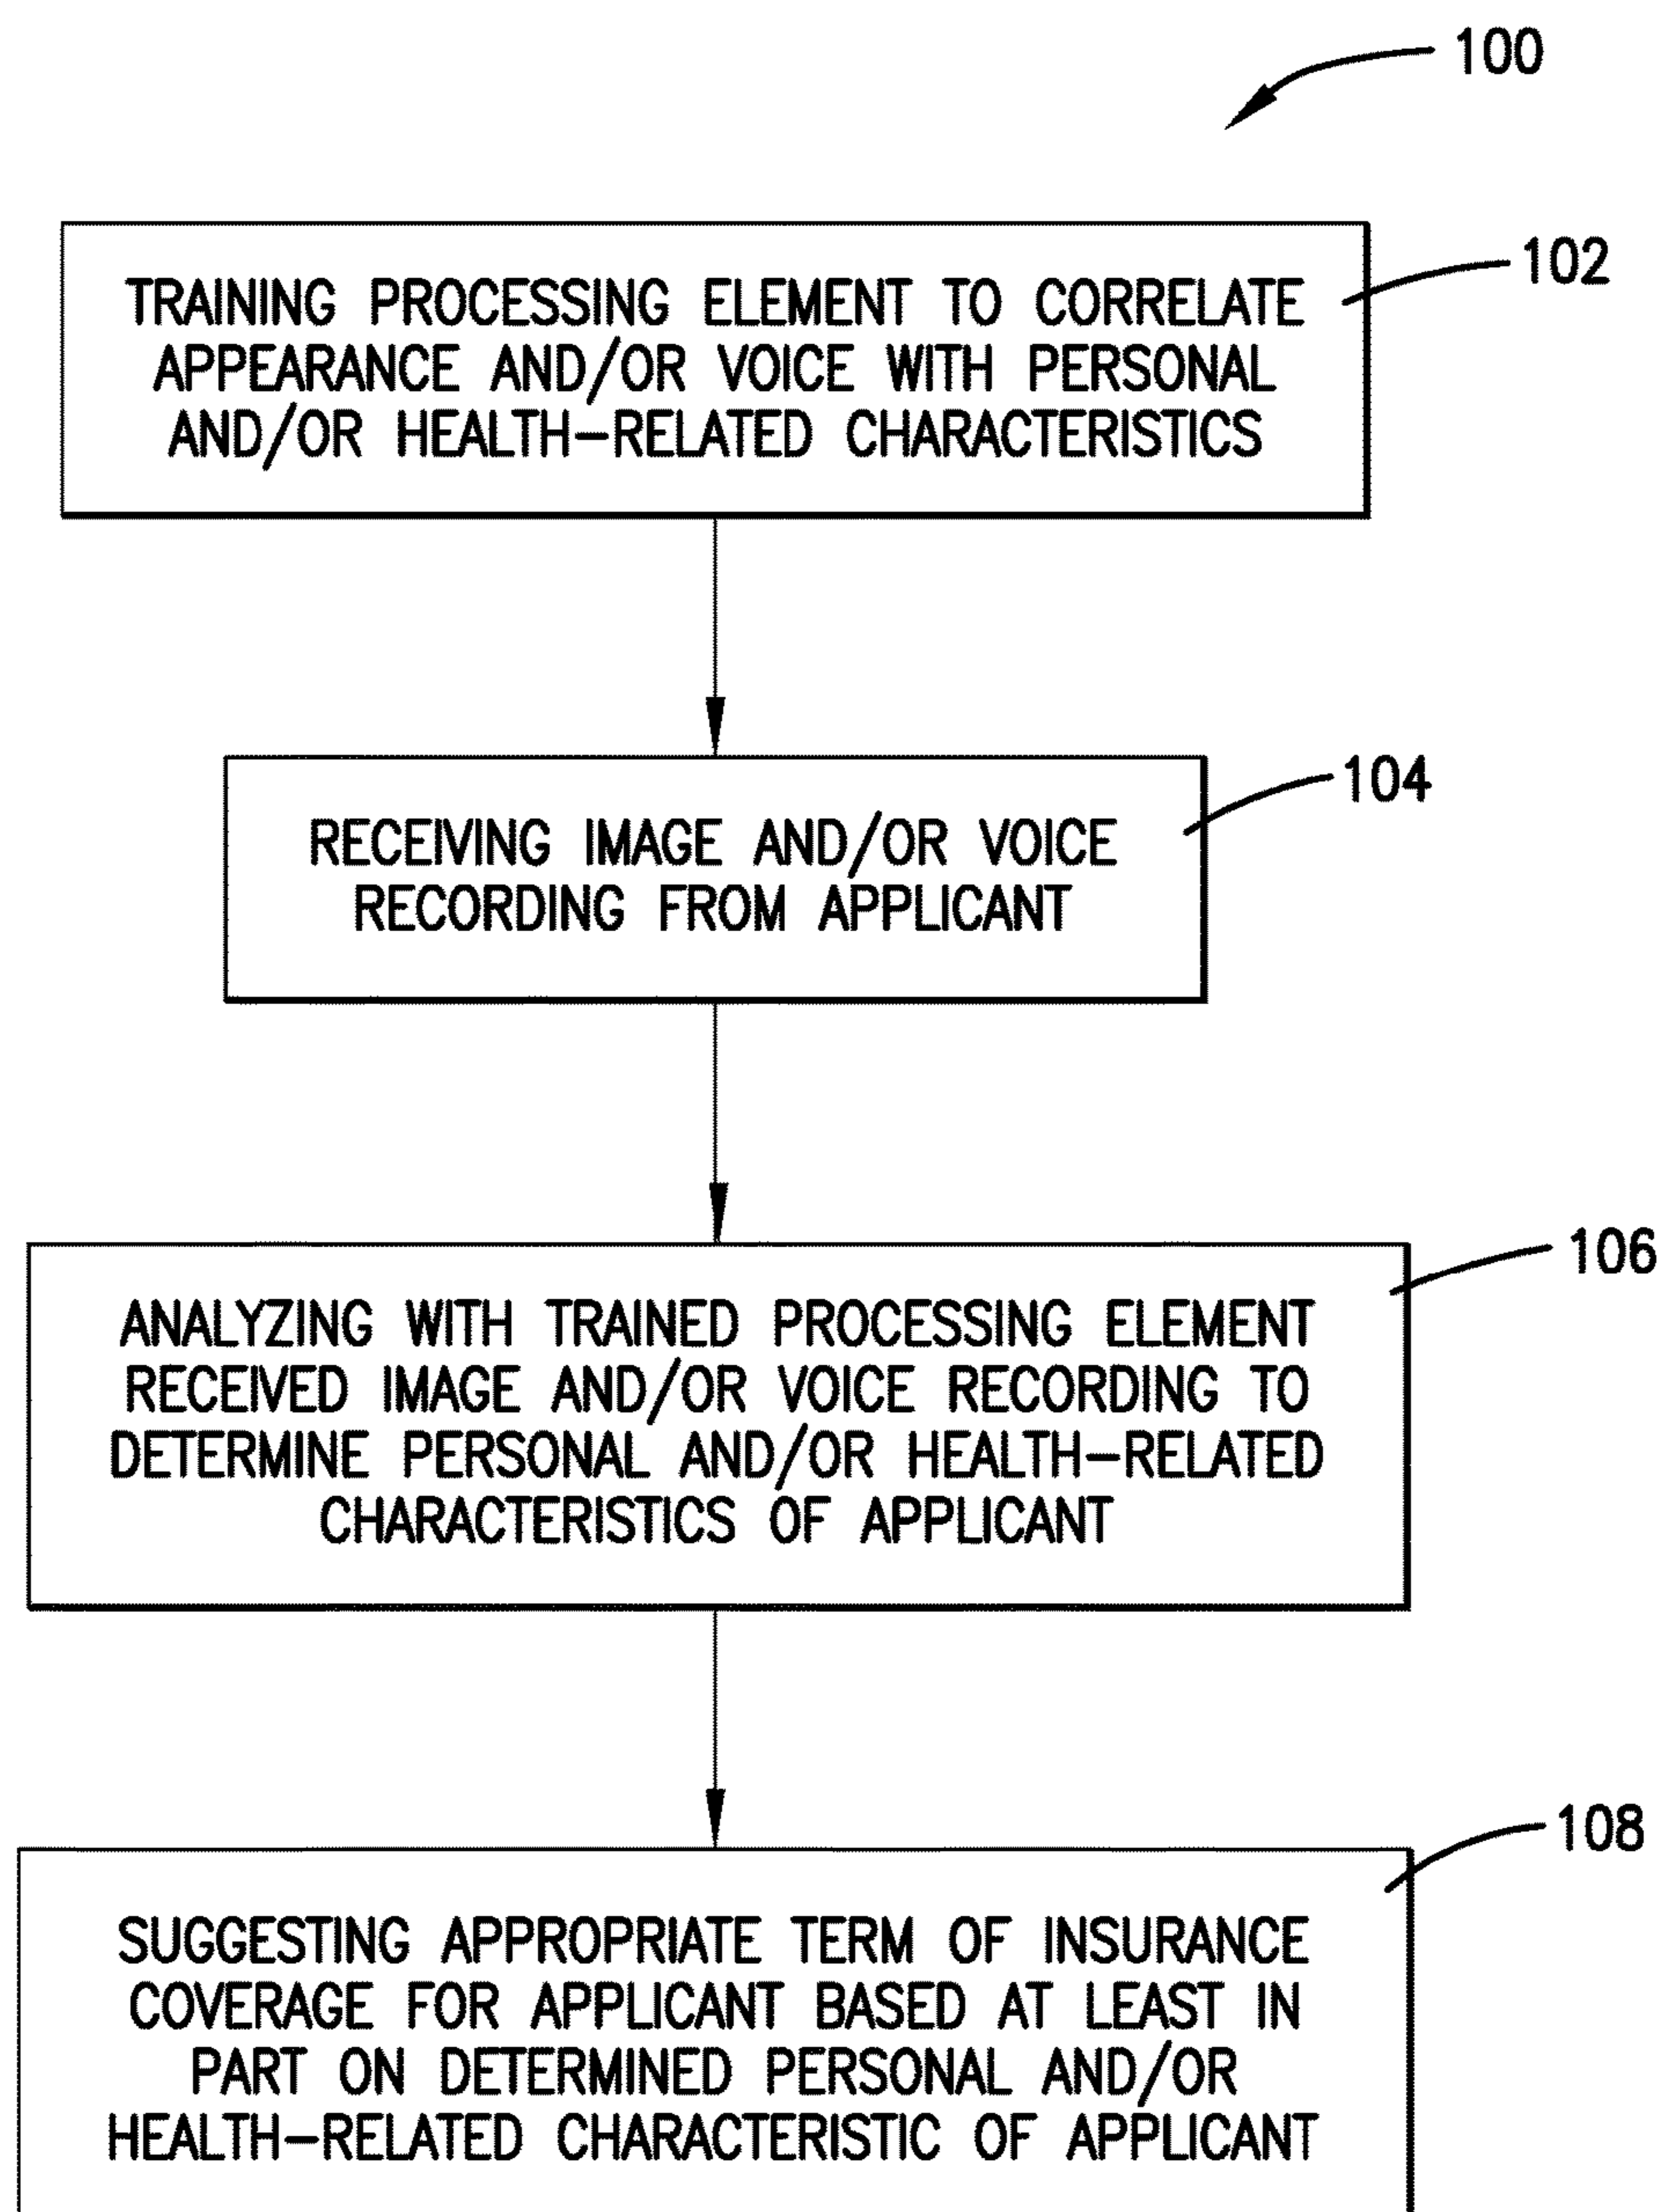 100
102
TRAINING PROCESSING ELEMENT TO CORRELATE
APPEARANCE AND/OR VOICE WITH PERSONAL
AND/OR HEALTH-RELATED CHARACTERISTICS
104
RECEIVING IMAGE AND/OR VOICE
RECORDING FROM APPLICANT
106
ANALYZING WITH TRAINED PROCESSING ELEMENT
RECEIVED IMAGE AND/OR VOICE RECORDING TO
DETERMINE PERSONAL AND/OR HEALTH-RELATED
CHARACTERISTICS OF APPLICANT
108
SUGGESTING APPROPRIATE TERM OF INSURANCE
COVERAGE FOR APPLICANT BASED AT LEAST IN
PART ON DETERMINED PERSONAL AND/OR
HEALTH-RELATED CHARACTERISTIC OF APPLICANT